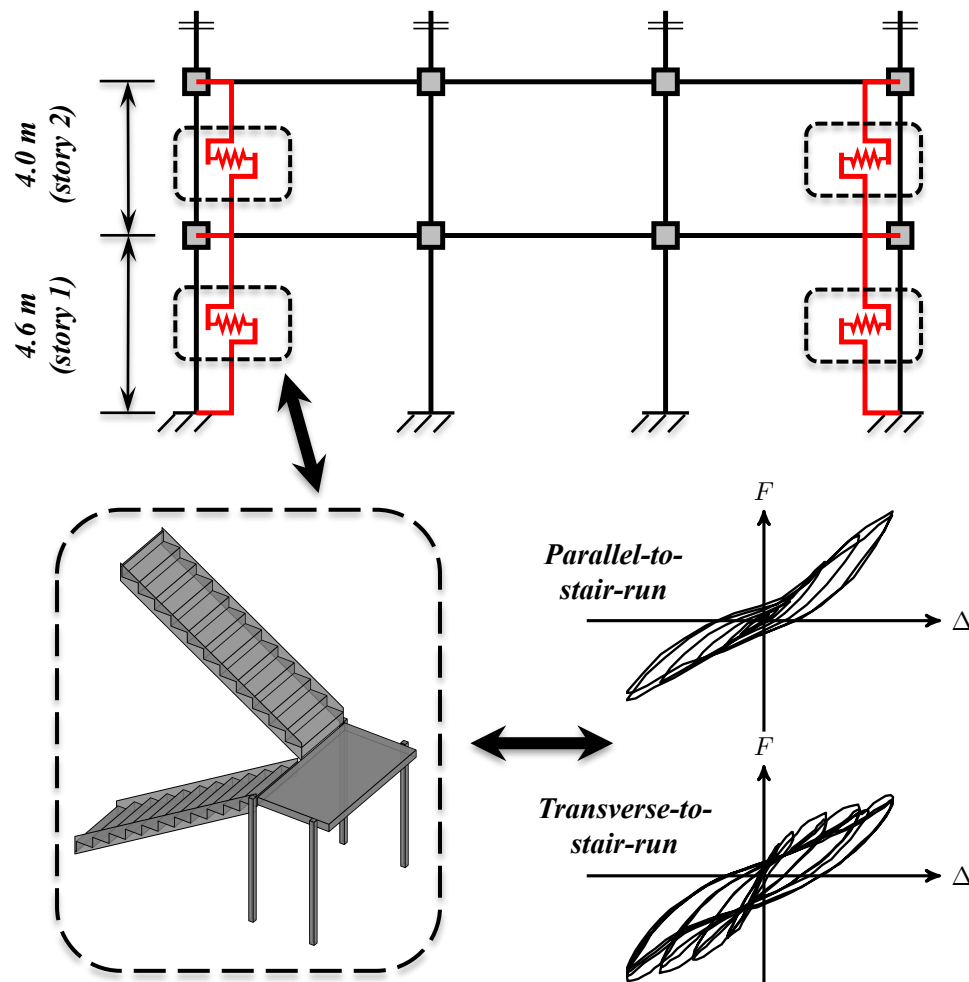 4.0 m
(story 2)
4.6 m
(story 1)
F
Parallel-to-
stair-run
Δ
F
Transverse-to-
stair-run
Δ